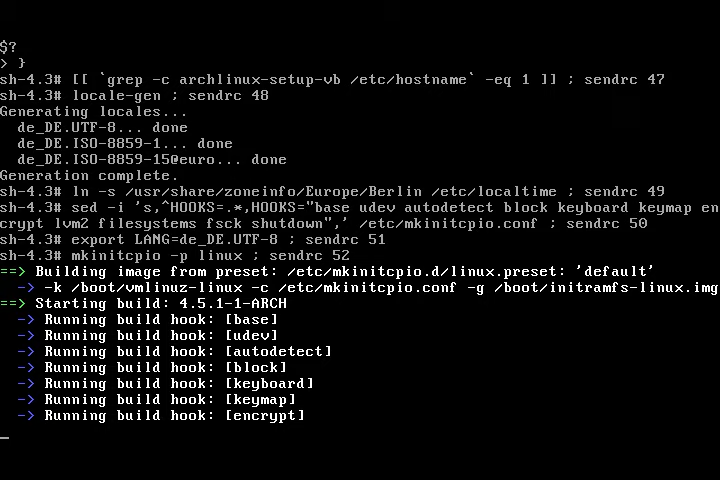 $?
> }
sh-4.3# [[ `grep -c archlinux-setup-vb /etc/hostname` -eq 1 ]] ; sendrc 47
sh-4.3# locale-gen ; sendrc 48
Generating locales...
  de_DE.UTF-8... done
  de_DE.ISO-8859-1... done
  de_DE.ISO-8859-15@euro... done
Generation complete.
sh-4.3# ln -s /usr/share/zoneinfo/Europe/Berlin /etc/localtime ; sendrc 49
sh-4.3# sed -i 's,^HOOKS=.*,HOOKS="base udev autodetect block keyboard keymap en
crypt lvm2 filesystems fsck shutdown",' /etc/mkinitcpio.conf ; sendrc 50
sh-4.3# export LANG=de_DE.UTF-8 ; sendrc 51
sh-4.3# mkinitcpio -p linux ; sendrc 52
==> Building image from preset: /etc/mkinitcpio.d/linux.preset: 'default'
  -> -k /boot/vmlinuz-linux -c /etc/mkinitcpio.conf -g /boot/initramfs-linux.img
==> Starting build: 4.5.1-1-ARCH
  -> Running build hook: [base]
  -> Running build hook: [udev]
  -> Running build hook: [autodetect]
  -> Running build hook: [block]
  -> Running build hook: [keyboard]
  -> Running build hook: [keymap]
  -> Running build hook: [encrypt]